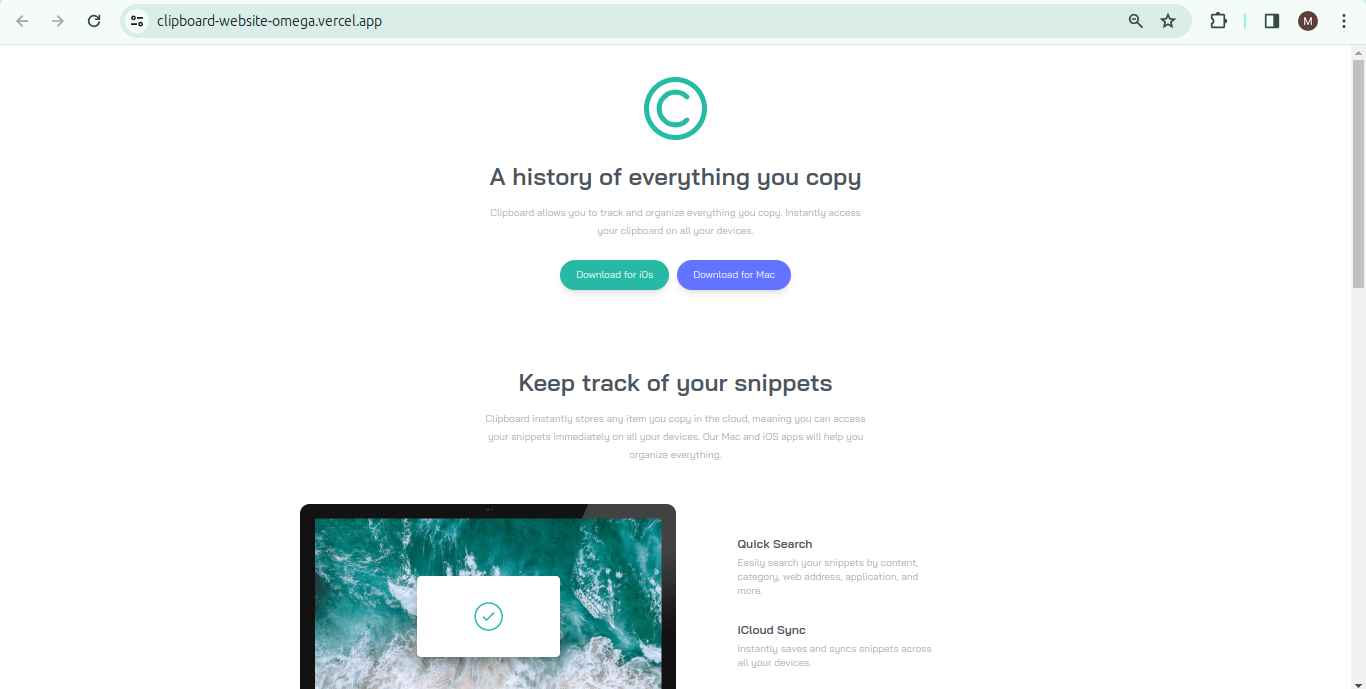 clipboard-website-omega.vercel.app
M
C
A history of everything you copy
Clipboard allows you to track and organize everything you copy. Instantly access
your clipboard on all your devices.
Download for iOs
Download for Mac
Keep track of your snippets
Clipboard instantly stores any item you copy in the cloud, meaning you can access
your snippets immediately on all your devices. Our Mac and iOS apps will help you
organize everything.
Quick Search
Easily search your snippets by content,
category, web address, application, and
more.
iCloud Sync
Instantly saves and syncs snippets across
all your devices.